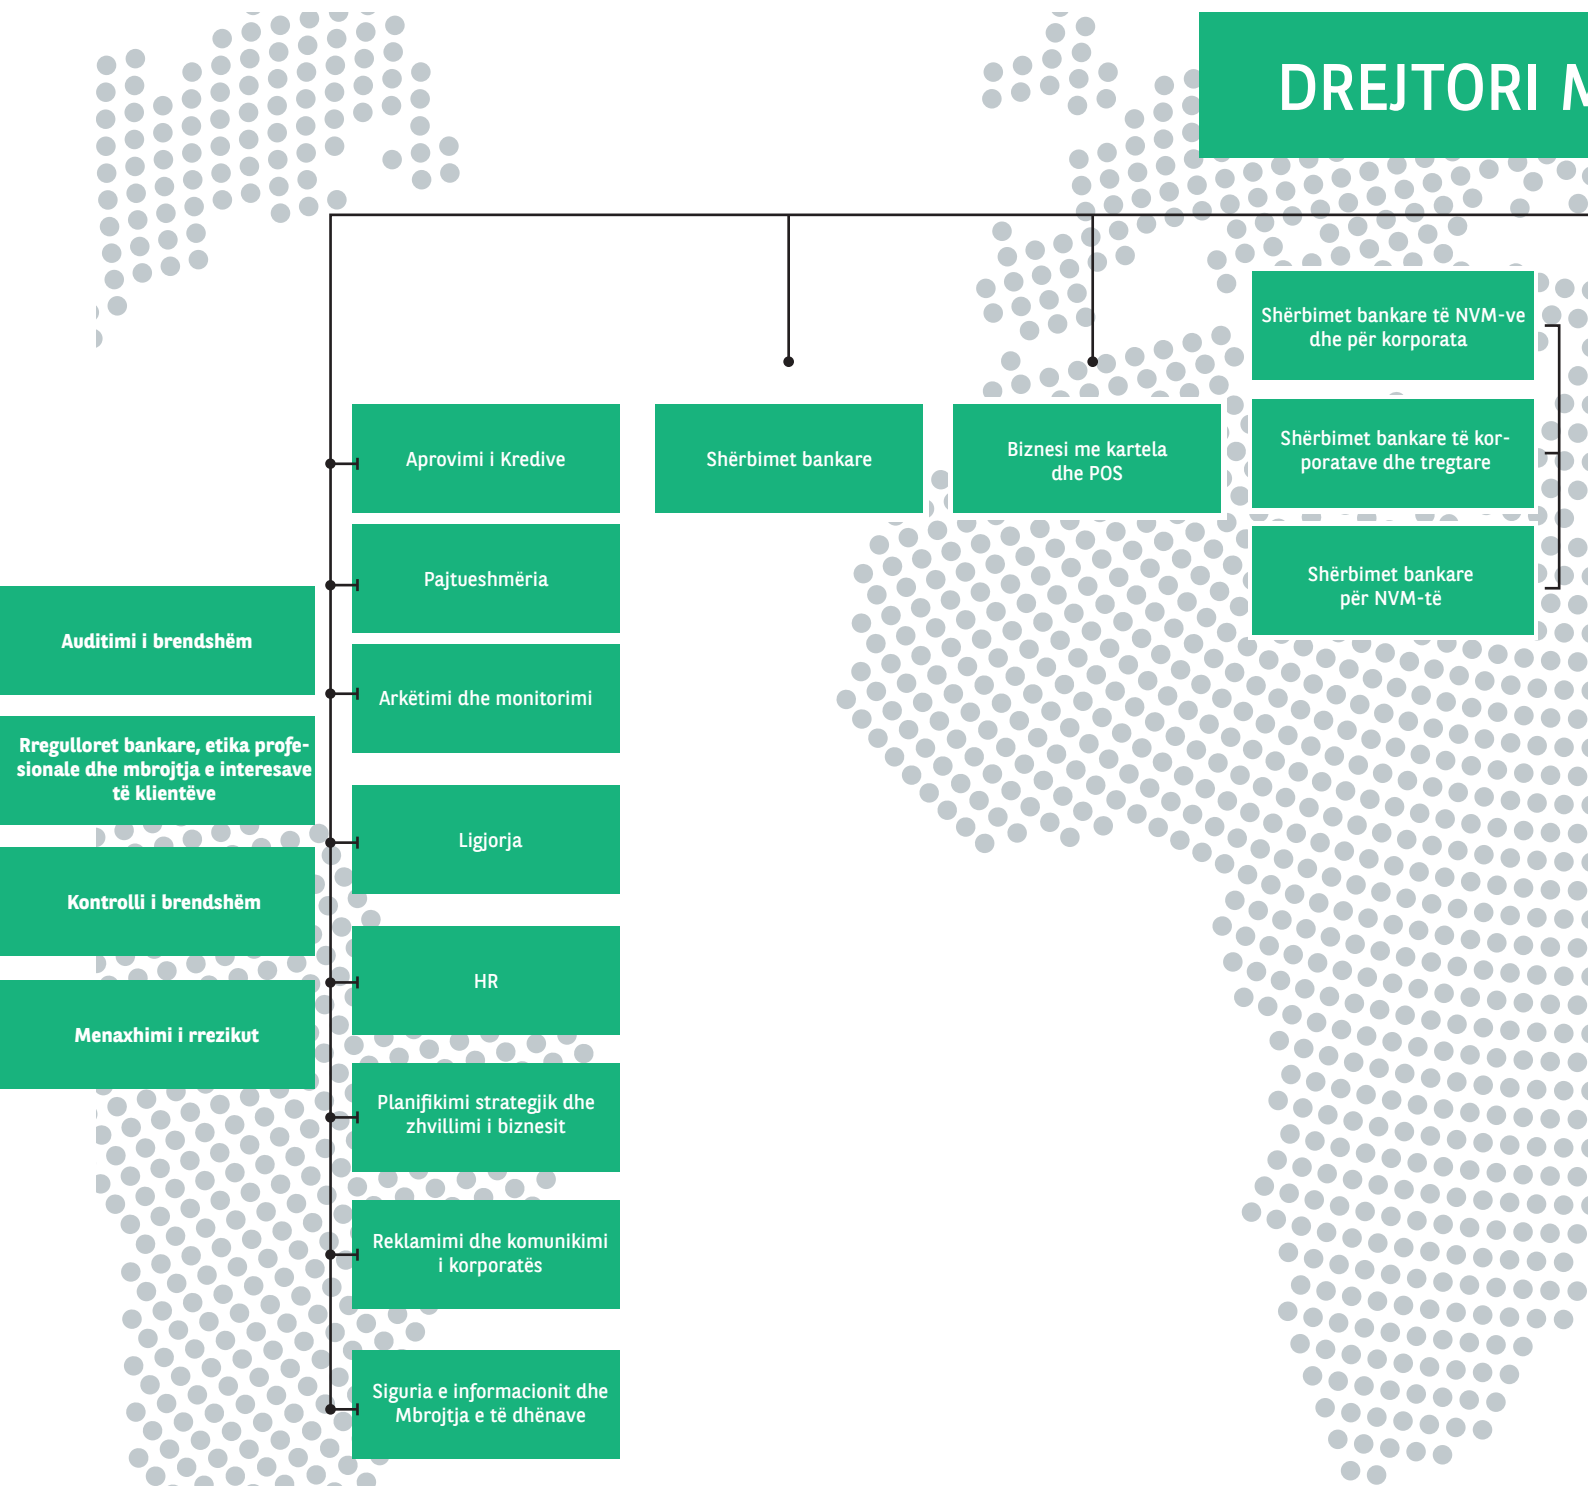 DREJTORI
Shërbimet bankare të NVM-ve
dhe për korporata
Aprovimi i Kredive
Shërbimet bankare
Biznesi me kartela
dhe POS
Shërbimet bankare të kor-
poratave dhe tregtare
Pajtueshmëria
Shërbimet bankare
për NVM-të
Auditimi i brendshëm
Arkëtimi dhe monitorimi
Rregulloret bankare, etika profe-
sionale dhe mbrojtja e interesave
të klientëve
Ligjorja
Kontrolli i brendshëm
HR
Menaxhimi i rrezikut
Planifikimi strategjik dhe
zhvillimi i biznesit
Reklamimi dhe komunikimi
i korporatës
Siguria e informacionit dhe
Mbrojtja e të dhënave